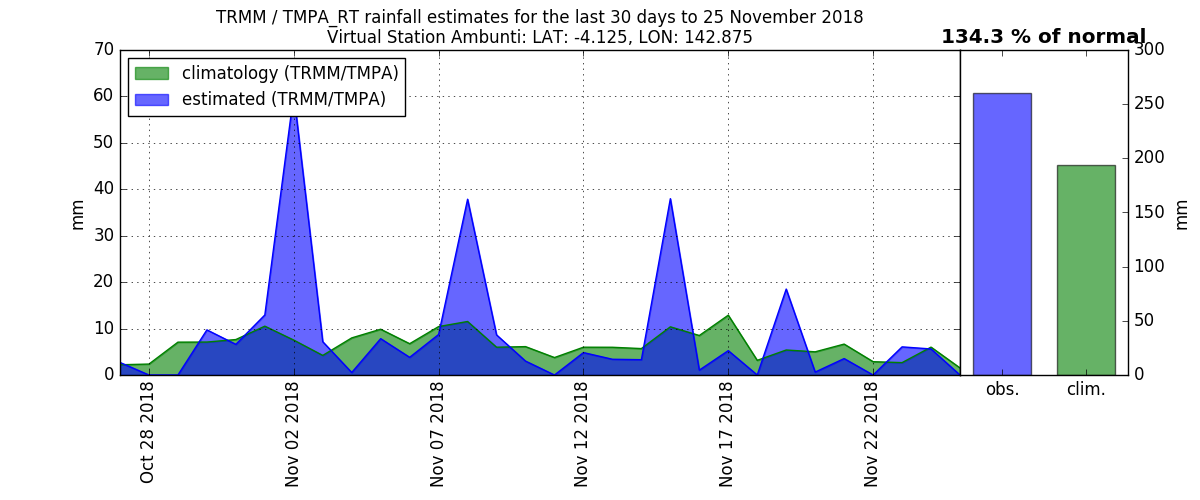 TRMM / TMPA_RT rainfall estimates for the last 30 days to 25 November 2018
Virtual Station Ambunti: LAT: -4.125, LON: 142.875
134.3 % of normal
climatology (TRMM/TMPA)
estimated (TRMM/TMPA)
70
60
50
40
30
20
10
0
mm
Oct 28 2018
Nov 02 2018
Nov 07 2018
Nov 12 2018
Nov 17 2018
Nov 22 2018
obs.
clim.
300
250
200
150
100
50
0
mm